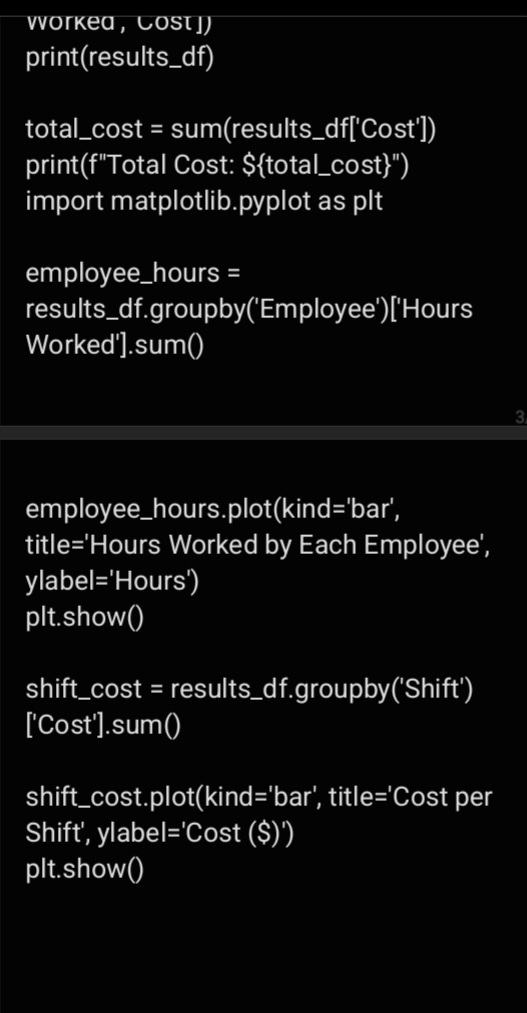 Worked', 'Cost'])
print(results_df)
total_cost = sum(results_df['Cost'])
print(f"Total Cost: ${total_cost}")
import matplotlib.pyplot as plt
employee_hours =
results_df.groupby('Employee')['Hours
Worked'].sum()
3
employee_hours.plot(kind='bar',
title='Hours Worked by Each Employee',
ylabel='Hours')
plt.show()
shift_cost = results_df.groupby('Shift')
['Cost'].sum()
shift_cost.plot(kind='bar', title='Cost per
Shift', ylabel='Cost ($)')
plt.show()